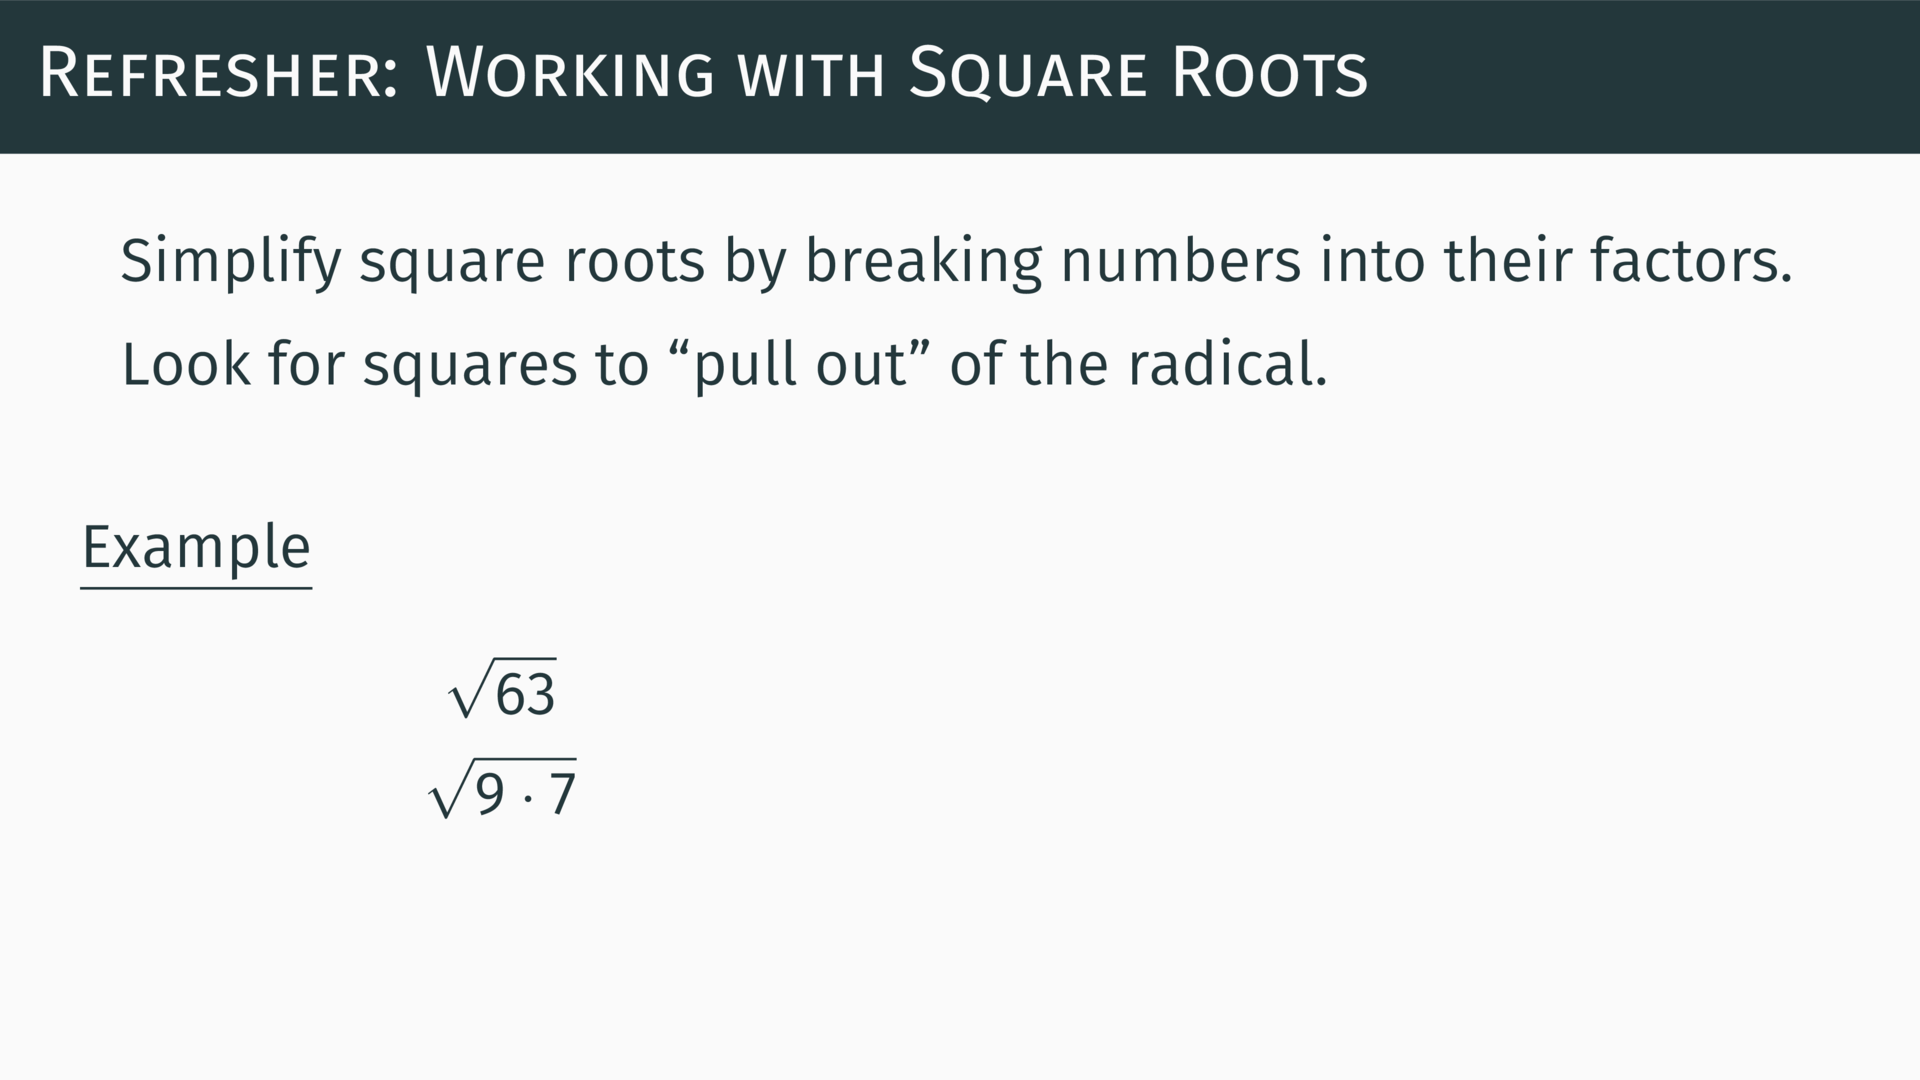 Refresher: Working with Square Roots
Simplify square roots by breaking numbers into their factors.
Look for squares to “pull out” of the radical.
Example
√63
√9 · 7